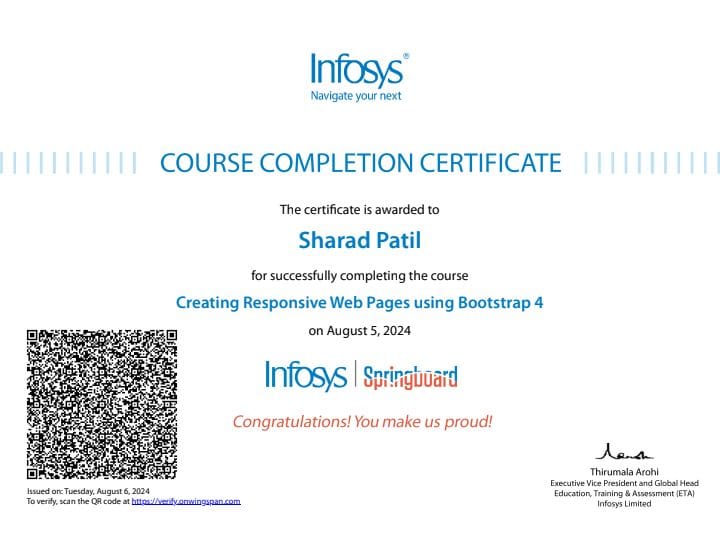 Infosys®
Navigate your next
COURSE COMPLETION CERTIFICATE
The certificate is awarded to
Sharad Patil
for successfully completing the course
Creating Responsive Web Pages using Bootstrap 4
on August 5, 2024
Infosys | Springboard
Congratulations! You make us proud!
Thirumala Arohi
Executive Vice President and Global Head
Education, Training & Assessment (ETA)
Infosys Limited
Issued on: Tuesday, August 6, 2024
To verify, scan the QR code at https://verify.onwingspan.com